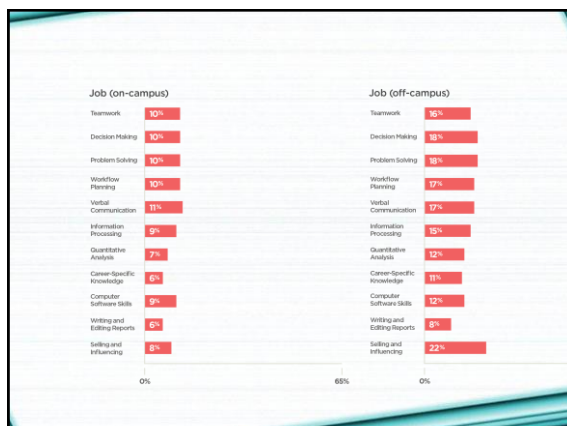 Job (on-campus)
Teamwork 10%
Decision Making 10%
Problem Solving 10%
Workflow
Planning 10%
Verbal
Communication 11%
Information
Processing 9%
Quantitative
Analysis 7%
Career-Specific
Knowledge 6%
Computer
Software Skills 9%
Writing and
Editing Reports 6%
Selling and
Influencing 8%
0% 65%
Job (off-campus)
Teamwork 16%
Decision Making 18%
Problem Solving 18%
Workflow
Planning 17%
Verbal
Communication 17%
Information
Processing 15%
Quantitative
Analysis 12%
Career-Specific
Knowledge 11%
Computer
Software Skills 12%
Writing and
Editing Reports 8%
Selling and
Influencing 22%
0%